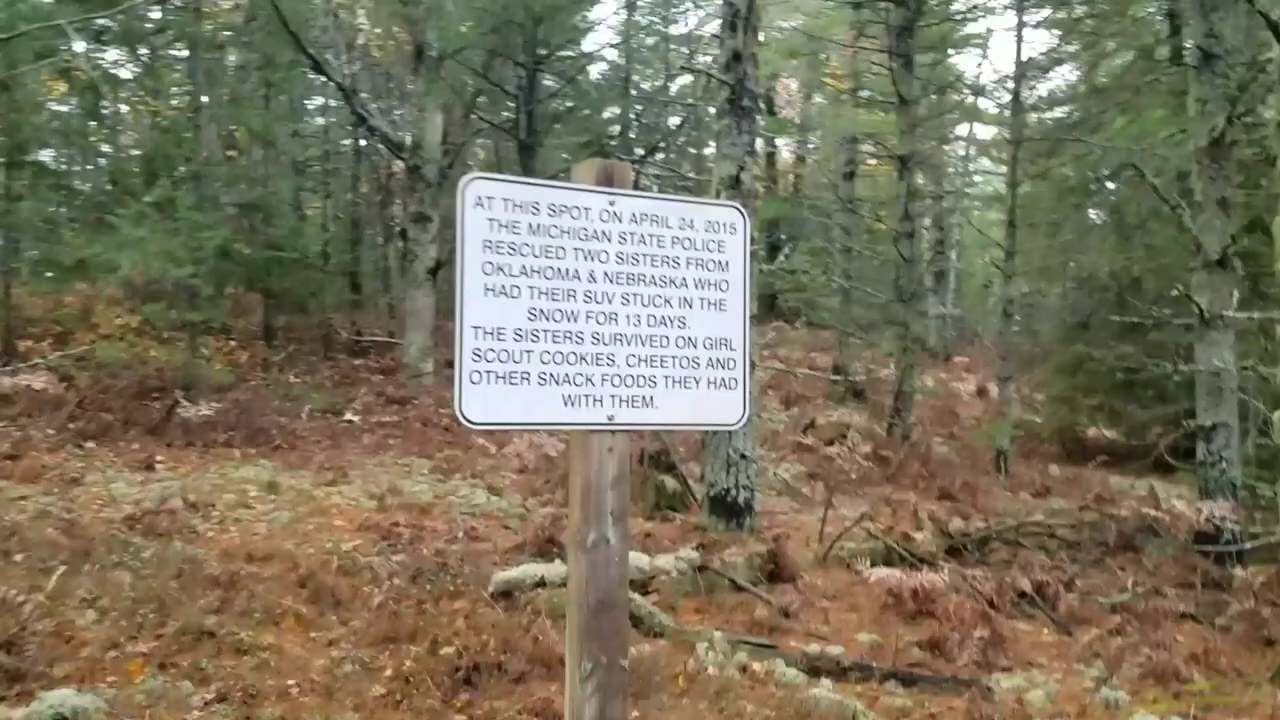 AT THIS SPOT, ON APRIL 24, 2015
THE MICHIGAN STATE POLICE
RESCUED TWO SISTERS FROM
OKLAHOMA & NEBRASKA WHO
HAD THEIR SUV STUCK IN THE
SNOW FOR 13 DAYS.
THE SISTERS SURVIVED ON GIRL
SCOUT COOKIES, CHEETOS AND
OTHER SNACK FOODS THEY HAD
WITH THEM.